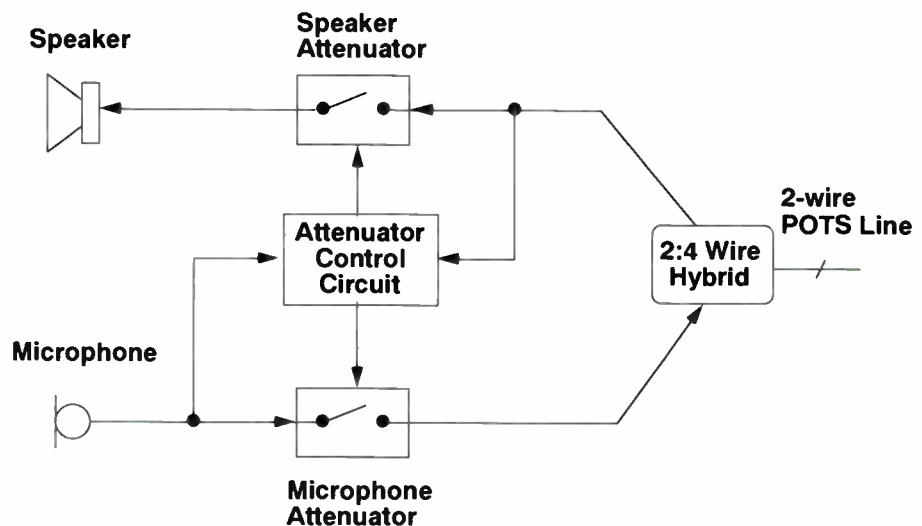 Speaker
Speaker
Attenuator
Attenuator
Control
Circuit
2-wire
POTS Line
2:4 Wire
Hybrid
Microphone
Microphone
Attenuator